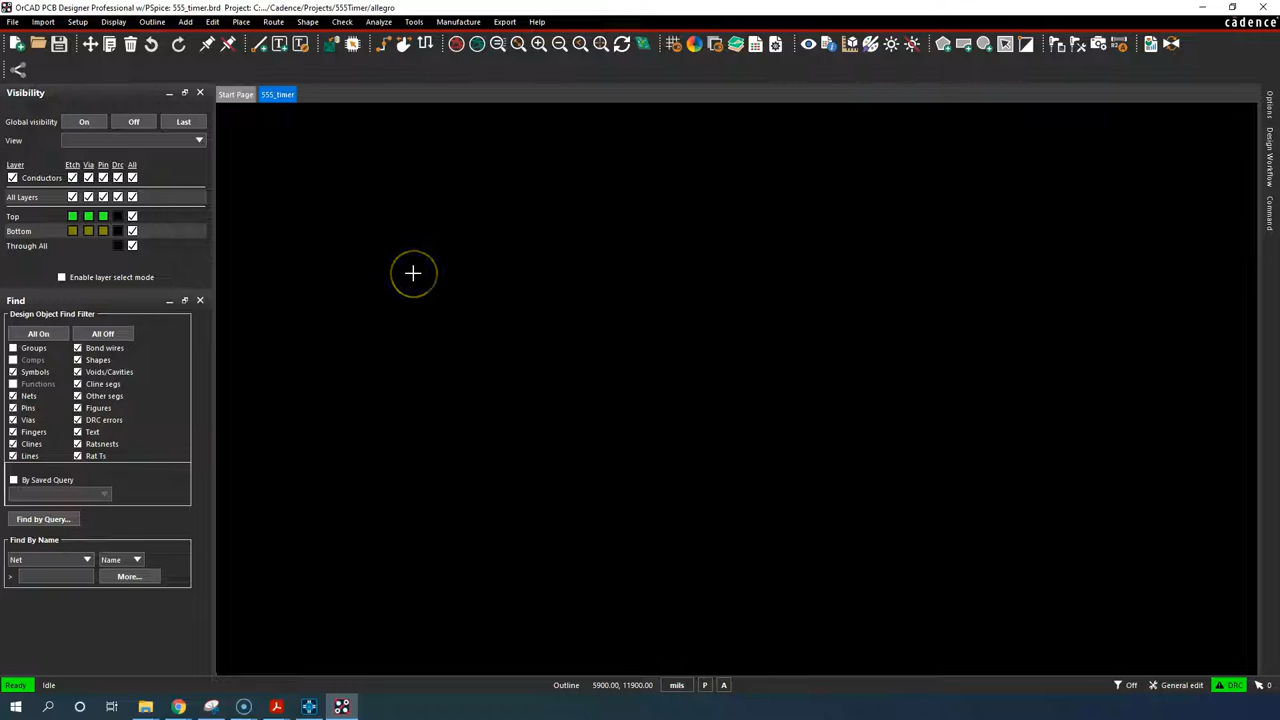 OrCAD PCB Designer Professional w/PSpice: 555_timer.brd Project: C:.../Cadence/Projects/555Timer/allegro
File Import Setup Display Outline Add Edit Place Route Shape Check Analyze Tools Manufacture Export Help cadence
Visibility
Start Page 555_timer
Global visibility On Off Last
View
Layer Etch Via Pin Drc All
Conductors
All Layers
Top
Bottom
Through All
Enable layer select mode
Find
Design Object Find Filter
All On All Off
Groups Bond wires
Comps Shapes
Symbols Voids/Cavities
Functions Cline segs
Nets Other segs
Pins Figures
Vias DRC errors
Fingers Text
Clines Ratsnests
Lines Rat Ts
By Saved Query
Find by Query...
Find By Name
Net Name
> More...
Options
Design Workflow
Command
Ready Idle Outline 5900.00, 11900.00 mils P A Off General edit DRC 0